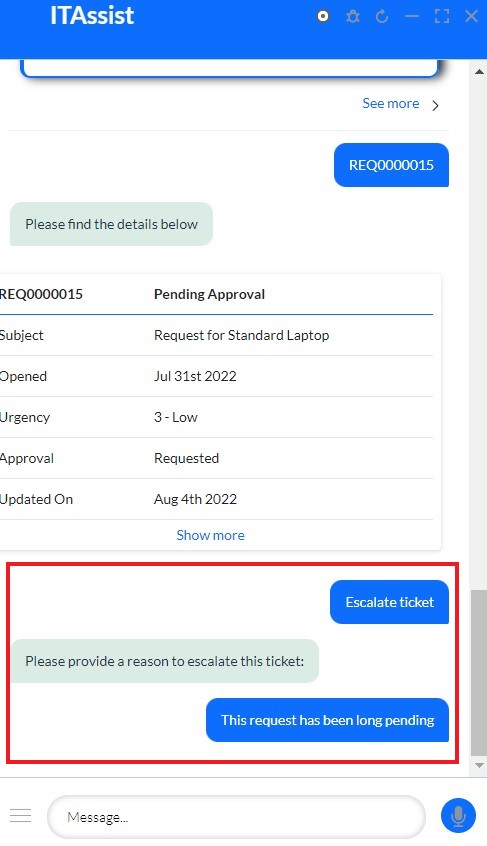 ITAssist
See more
REQ0000015
Please find the details below
REQ0000015 Pending Approval
Subject Request for Standard Laptop
Opened Jul 31st 2022
Urgency 3 - Low
Approval Requested
Updated On Aug 4th 2022
Show more
Escalate ticket
Please provide a reason to escalate this ticket:
This request has been long pending
Message...